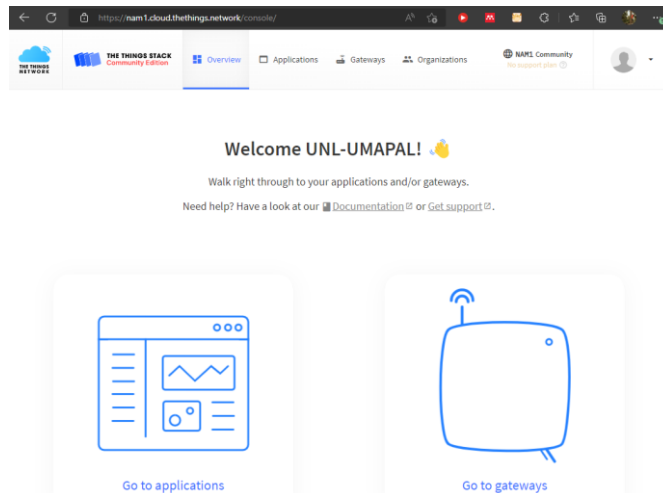 https://nam1.cloud.thethings.network/console/
THE THINGS NETWORK
THE THINGS STACK
Community Edition
Overview
Applications
Gateways
Organizations
NAM1 Community
No support plan
Welcome UNL-UMAPAL! 👋
Walk right through to your applications and/or gateways.
Need help? Have a look at our Documentation or Get support.
Go to applications
Go to gateways